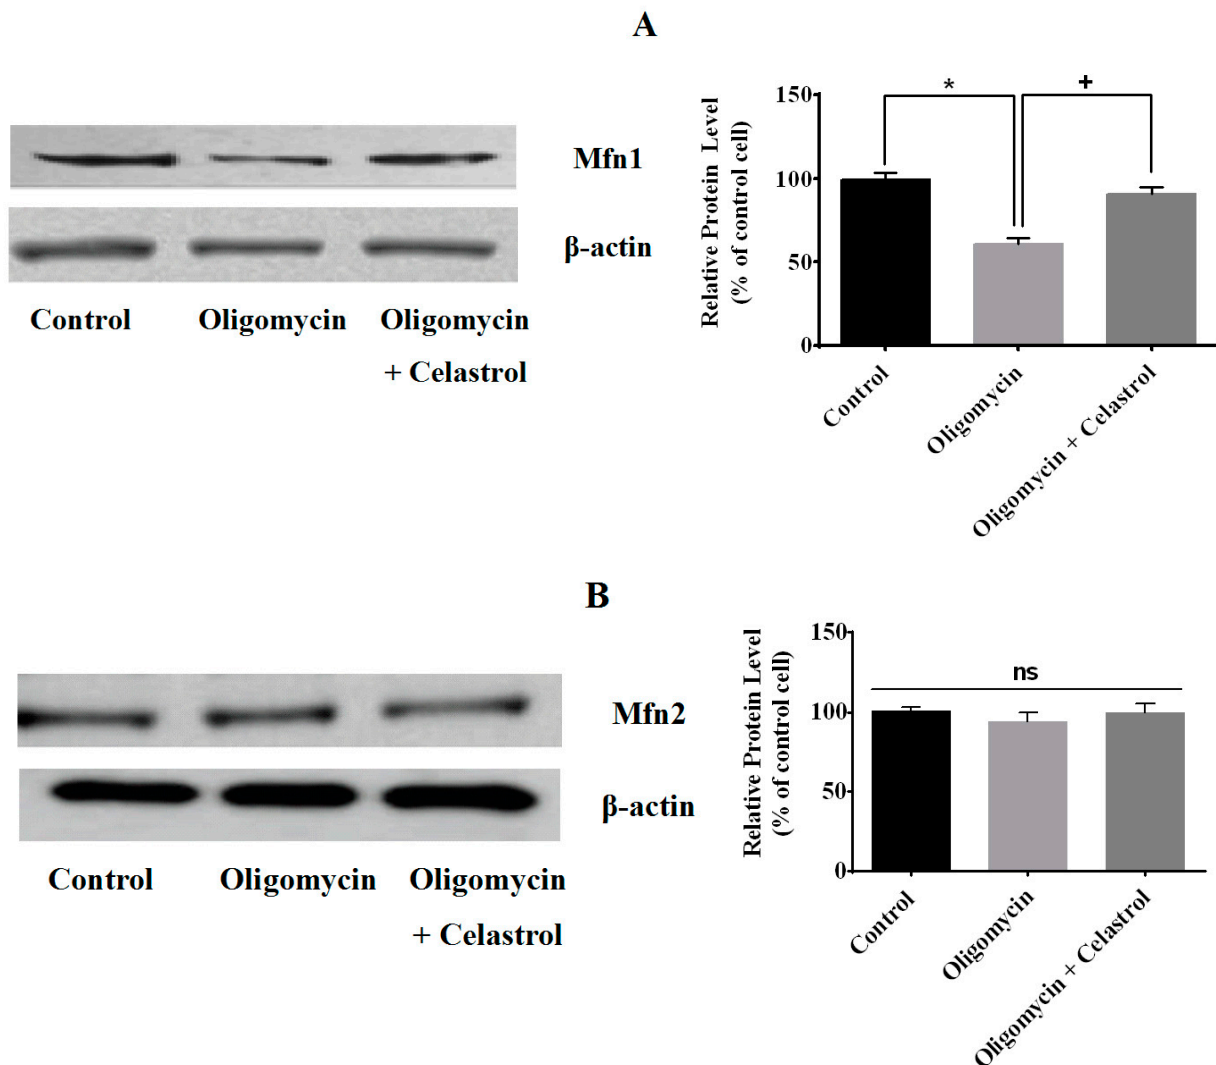 A
Mfn1
β-actin
Control Oligomycin Oligomycin
+ Celastrol
Relative Protein Level
(% of control cell)
150
100
50
0
*
+
Control
Oligomycin
Oligomycin + Celastrol
B
Mfn2
β-actin
Control Oligomycin Oligomycin
+ Celastrol
Relative Protein Level
(% of control cell)
150
100
50
0
ns
Control
Oligomycin
Oligomycin + Celastrol